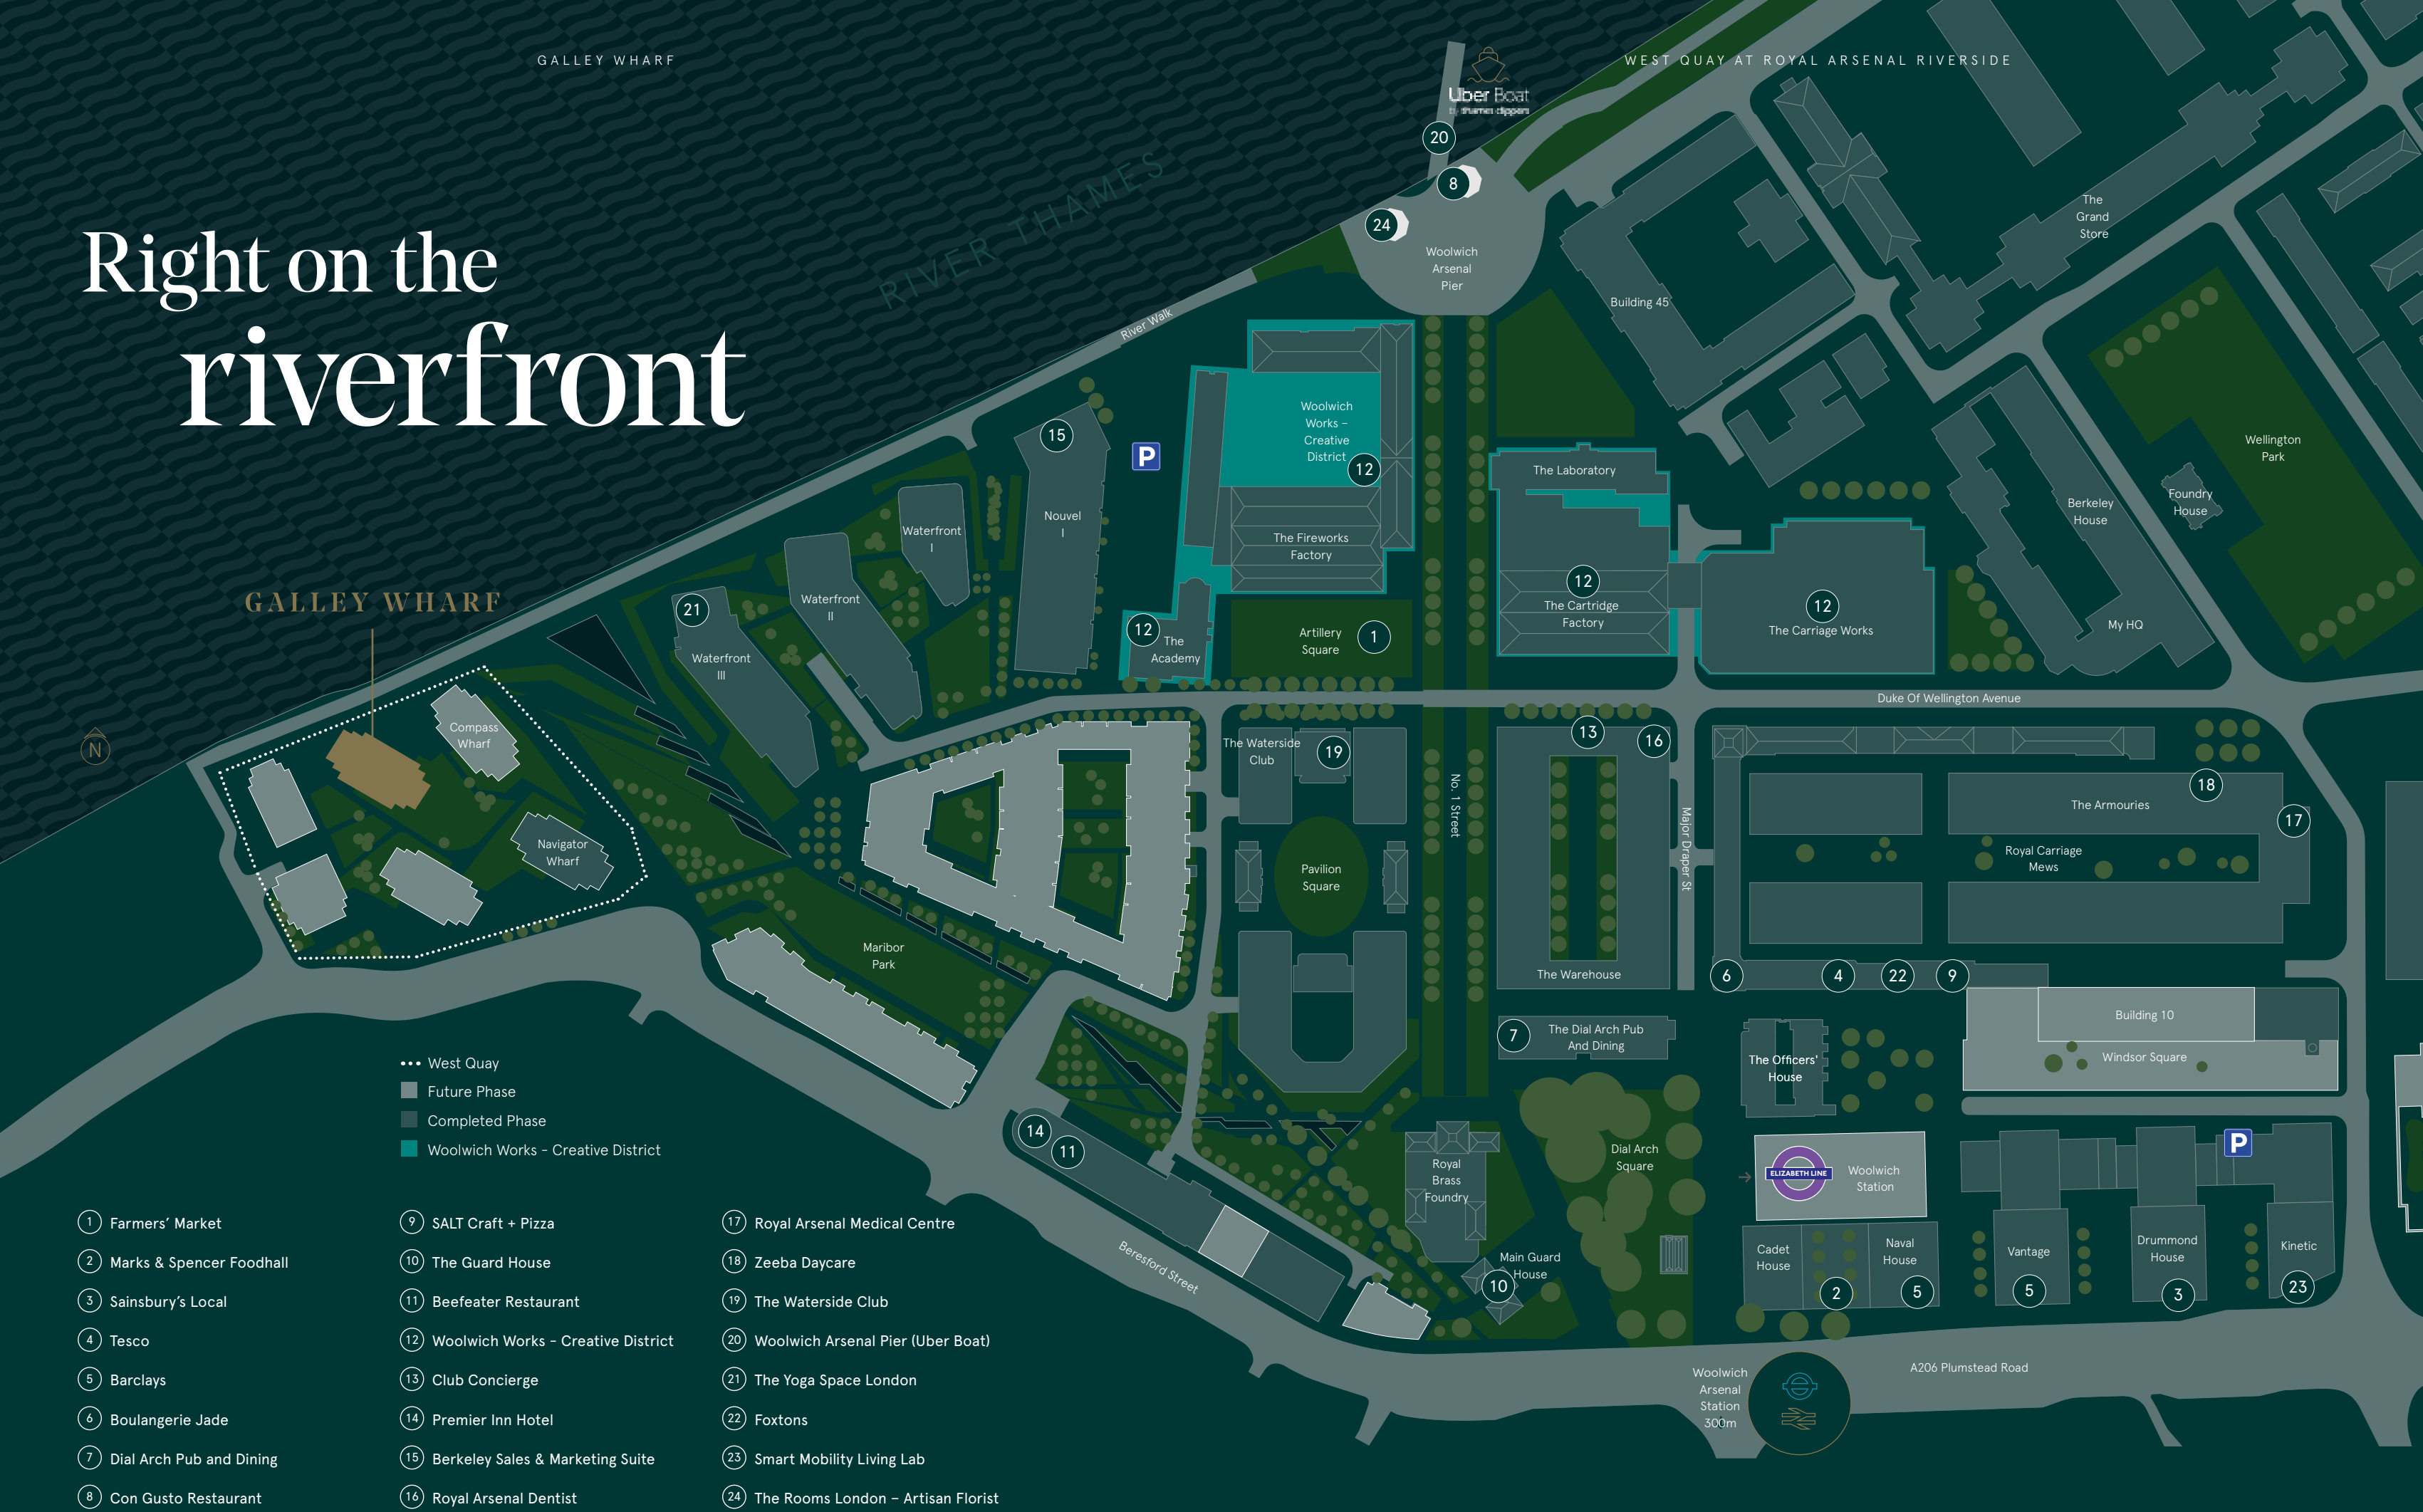 GALLEY WHARF
WEST QUAY AT ROYAL ARSENAL RIVERSIDE
Uber Boat
by thames clippers
20
8
24
Woolwich
Arsenal
Pier
RIVER THAMES
River Walk
Right on the
riverfront
The
Grand
Store
Building 45
Wellington
Park
Foundry
House
Berkeley
House
My HQ
15
P
Nouvel
I
Woolwich
Works –
Creative
District
12
The Fireworks
Factory
The Laboratory
12
The Cartridge
Factory
12
The Carriage Works
Waterfront
I
Waterfront
II
21
Waterfront
III
12
The
Academy
Artillery
Square
1
GALLEY WHARF
Compass
Wharf
Navigator
Wharf
N
Duke Of Wellington Avenue
The Waterside
Club
19
No. 1 Street
13
16
Major Draper St
18
The Armouries
17
Royal Carriage
Mews
Pavilion
Square
Maribor
Park
The Warehouse
6
4
22
9
7
The Dial Arch Pub
And Dining
The Officers'
House
Building 10
Windsor Square
14
11
Royal
Brass
Foundry
Dial Arch
Square
ELIZABETH LINE
Woolwich
Station
P
Beresford Street
Main Guard
House
10
Cadet
House
Naval
House
2
5
Vantage
5
Drummond
House
3
Kinetic
23
Woolwich
Arsenal
Station
300m
A206 Plumstead Road
West Quay
Future Phase
Completed Phase
Woolwich Works - Creative District
1 Farmers’ Market
2 Marks & Spencer Foodhall
3 Sainsbury’s Local
4 Tesco
5 Barclays
6 Boulangerie Jade
7 Dial Arch Pub and Dining
8 Con Gusto Restaurant
9 SALT Craft + Pizza
10 The Guard House
11 Beefeater Restaurant
12 Woolwich Works - Creative District
13 Club Concierge
14 Premier Inn Hotel
15 Berkeley Sales & Marketing Suite
16 Royal Arsenal Dentist
17 Royal Arsenal Medical Centre
18 Zeeba Daycare
19 The Waterside Club
20 Woolwich Arsenal Pier (Uber Boat)
21 The Yoga Space London
22 Foxtons
23 Smart Mobility Living Lab
24 The Rooms London – Artisan Florist